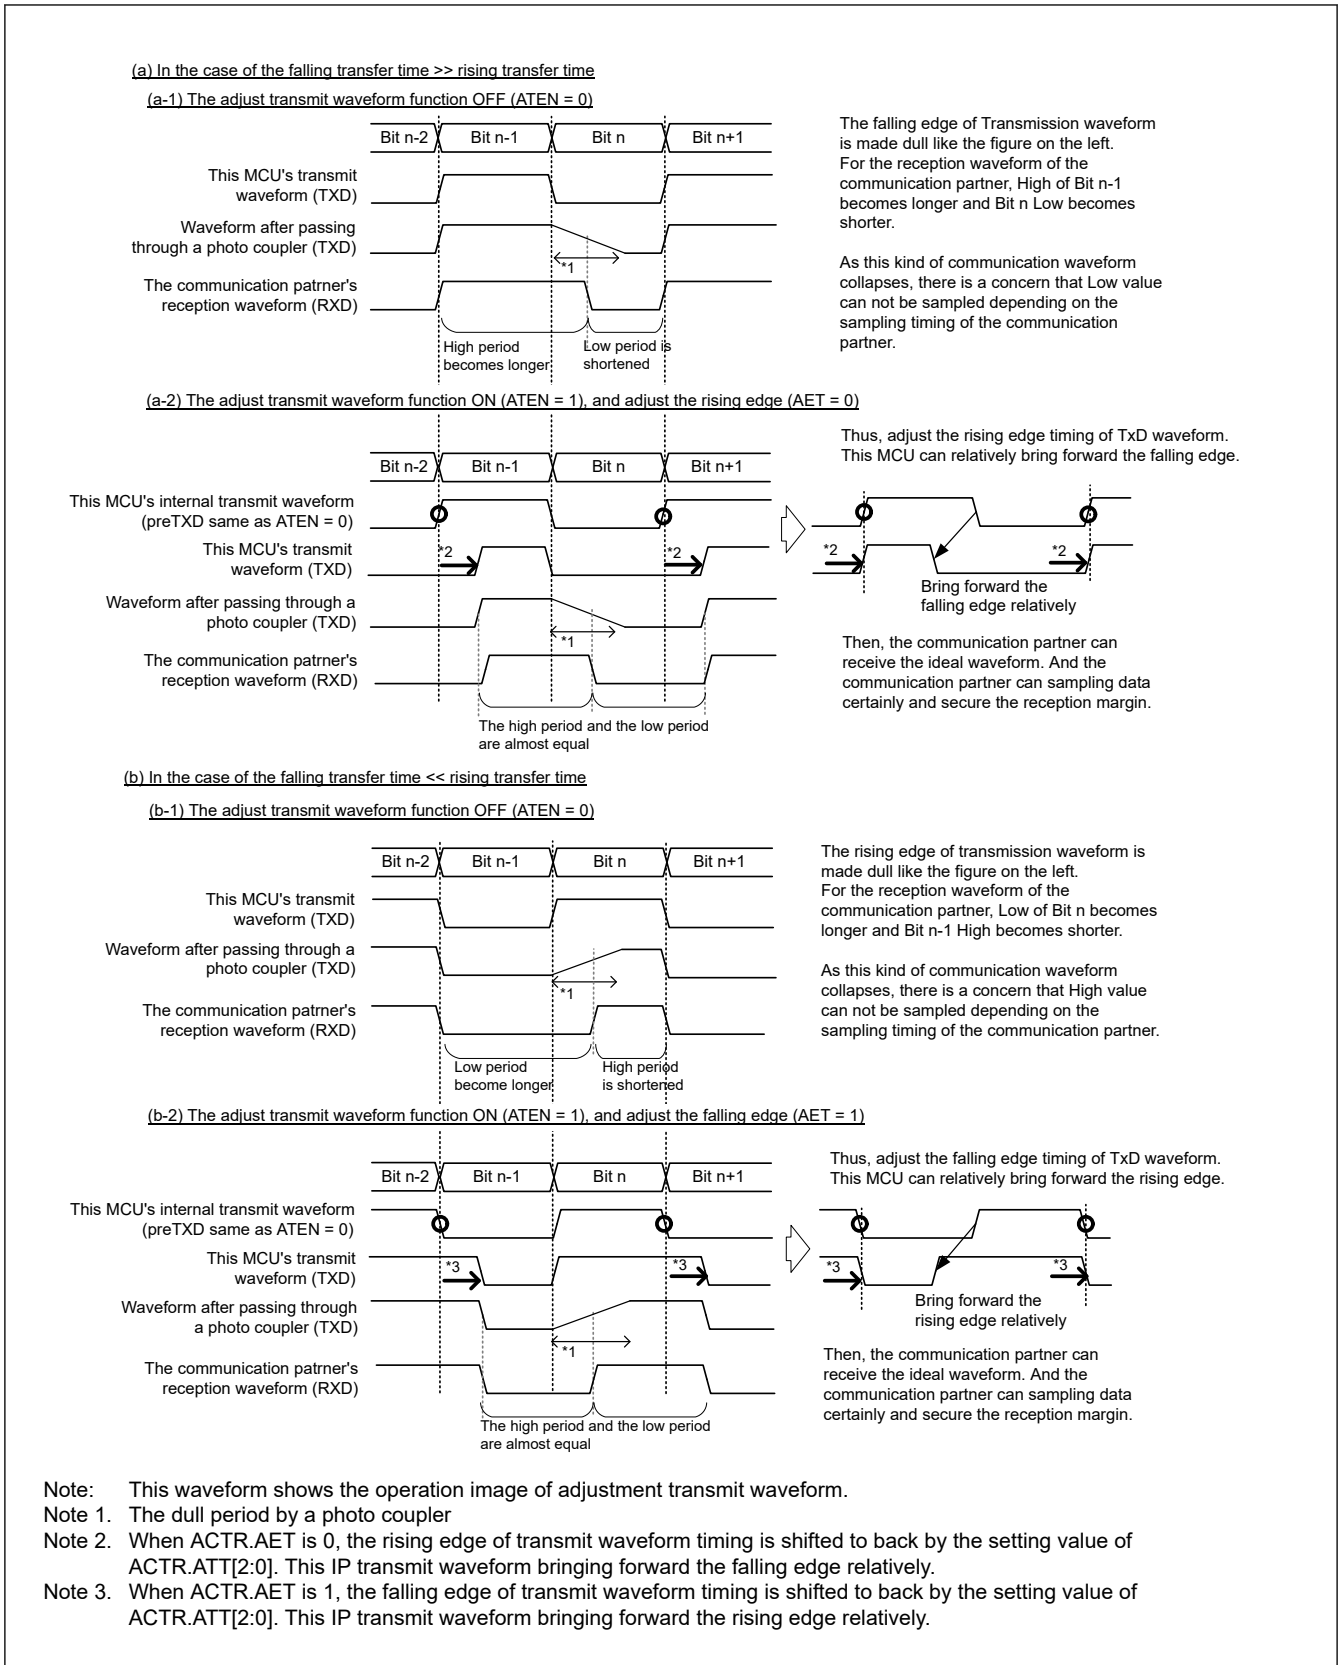 (a) In the case of the falling transfer time >> rising transfer time
(a-1) The adjust transmit waveform function OFF (ATEN = 0)
Bit n-2 Bit n-1 Bit n Bit n+1
This MCU's transmit
waveform (TXD)
Waveform after passing
through a photo coupler (TXD)
*1
The communication patrner's
reception waveform (RXD)
High period
becomes longer
Low period is
shortened
The falling edge of Transmission waveform
is made dull like the figure on the left.
For the reception waveform of the
communication partner, High of Bit n-1
becomes longer and Bit n Low becomes
shorter.
As this kind of communication waveform
collapses, there is a concern that Low value
can not be sampled depending on the
sampling timing of the communication
partner.
(a-2) The adjust transmit waveform function ON (ATEN = 1), and adjust the rising edge (AET = 0)
Bit n-2 Bit n-1 Bit n Bit n+1
This MCU's internal transmit waveform
(preTXD same as ATEN = 0)
This MCU's transmit
waveform (TXD)
*2 *2
Waveform after passing through a
photo coupler (TXD)
*1
The communication patrner's
reception waveform (RXD)
The high period and the low period
are almost equal
Thus, adjust the rising edge timing of TxD waveform.
This MCU can relatively bring forward the falling edge.
*2 *2
Bring forward the
falling edge relatively
Then, the communication partner can
receive the ideal waveform. And the
communication partner can sampling data
certainly and secure the reception margin.
(b) In the case of the falling transfer time << rising transfer time
(b-1) The adjust transmit waveform function OFF (ATEN = 0)
Bit n-2 Bit n-1 Bit n Bit n+1
This MCU's transmit
waveform (TXD)
Waveform after passing through a
photo coupler (TXD)
*1
The communication patrner's
reception waveform (RXD)
Low period
become longer
High period
is shortened
The rising edge of transmission waveform is
made dull like the figure on the left.
For the reception waveform of the
communication partner, Low of Bit n becomes
longer and Bit n-1 High becomes shorter.
As this kind of communication waveform
collapses, there is a concern that High value
can not be sampled depending on the
sampling timing of the communication partner.
(b-2) The adjust transmit waveform function ON (ATEN = 1), and adjust the falling edge (AET = 1)
Bit n-2 Bit n-1 Bit n Bit n+1
This MCU's internal transmit waveform
(preTXD same as ATEN = 0)
This MCU's transmit
waveform (TXD)
*3 *3
Waveform after passing through
a photo coupler (TXD)
*1
The communication patrner's
reception waveform (RXD)
The high period and the low period
are almost equal
Thus, adjust the falling edge timing of TxD waveform.
This MCU can relatively bring forward the rising edge.
*3 *3
Bring forward the
rising edge relatively
Then, the communication partner can
receive the ideal waveform. And the
communication partner can sampling data
certainly and secure the reception margin.
Note: This waveform shows the operation image of adjustment transmit waveform.
Note 1. The dull period by a photo coupler
Note 2. When ACTR.AET is 0, the rising edge of transmit waveform timing is shifted to back by the setting value of
ACTR.ATT[2:0]. This IP transmit waveform bringing forward the falling edge relatively.
Note 3. When ACTR.AET is 1, the falling edge of transmit waveform timing is shifted to back by the setting value of
ACTR.ATT[2:0]. This IP transmit waveform bringing forward the rising edge relatively.